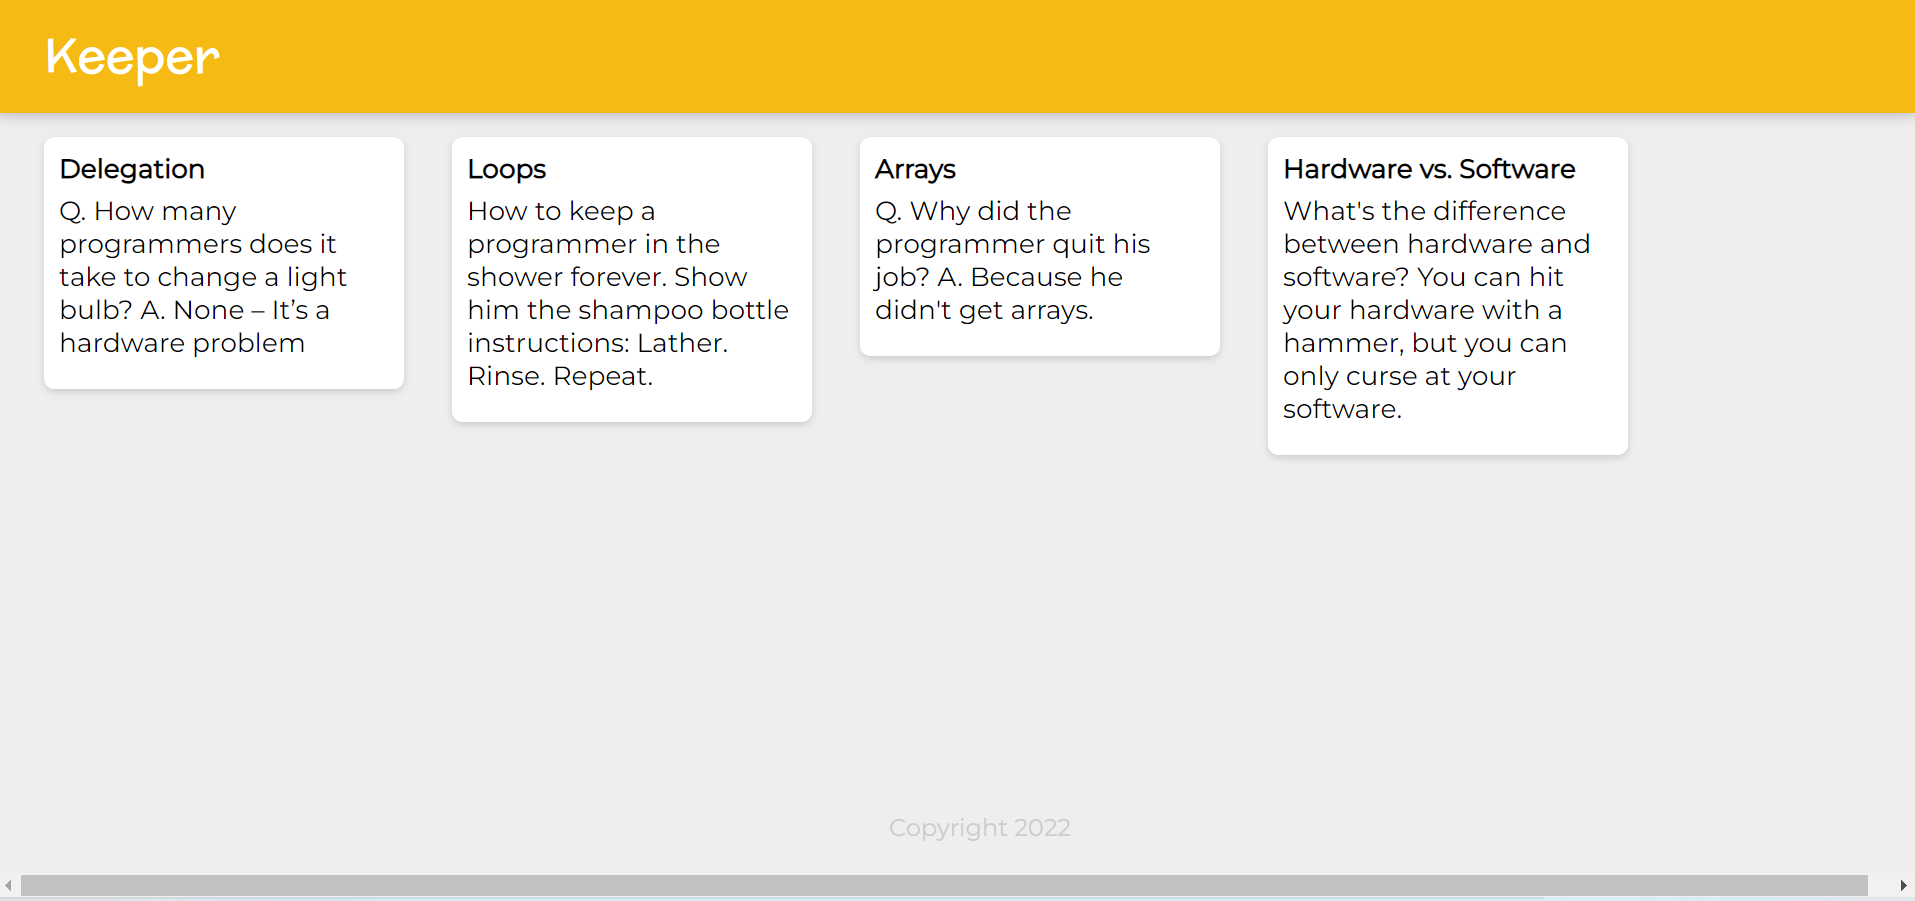 Keeper
Delegation
Q. How many
programmers does it
take to change a light
bulb? A. None – It’s a
hardware problem
Loops
How to keep a
programmer in the
shower forever. Show
him the shampoo bottle
instructions: Lather.
Rinse. Repeat.
Arrays
Q. Why did the
programmer quit his
job? A. Because he
didn't get arrays.
Hardware vs. Software
What's the difference
between hardware and
software? You can hit
your hardware with a
hammer, but you can
only curse at your
software.
Copyright 2022